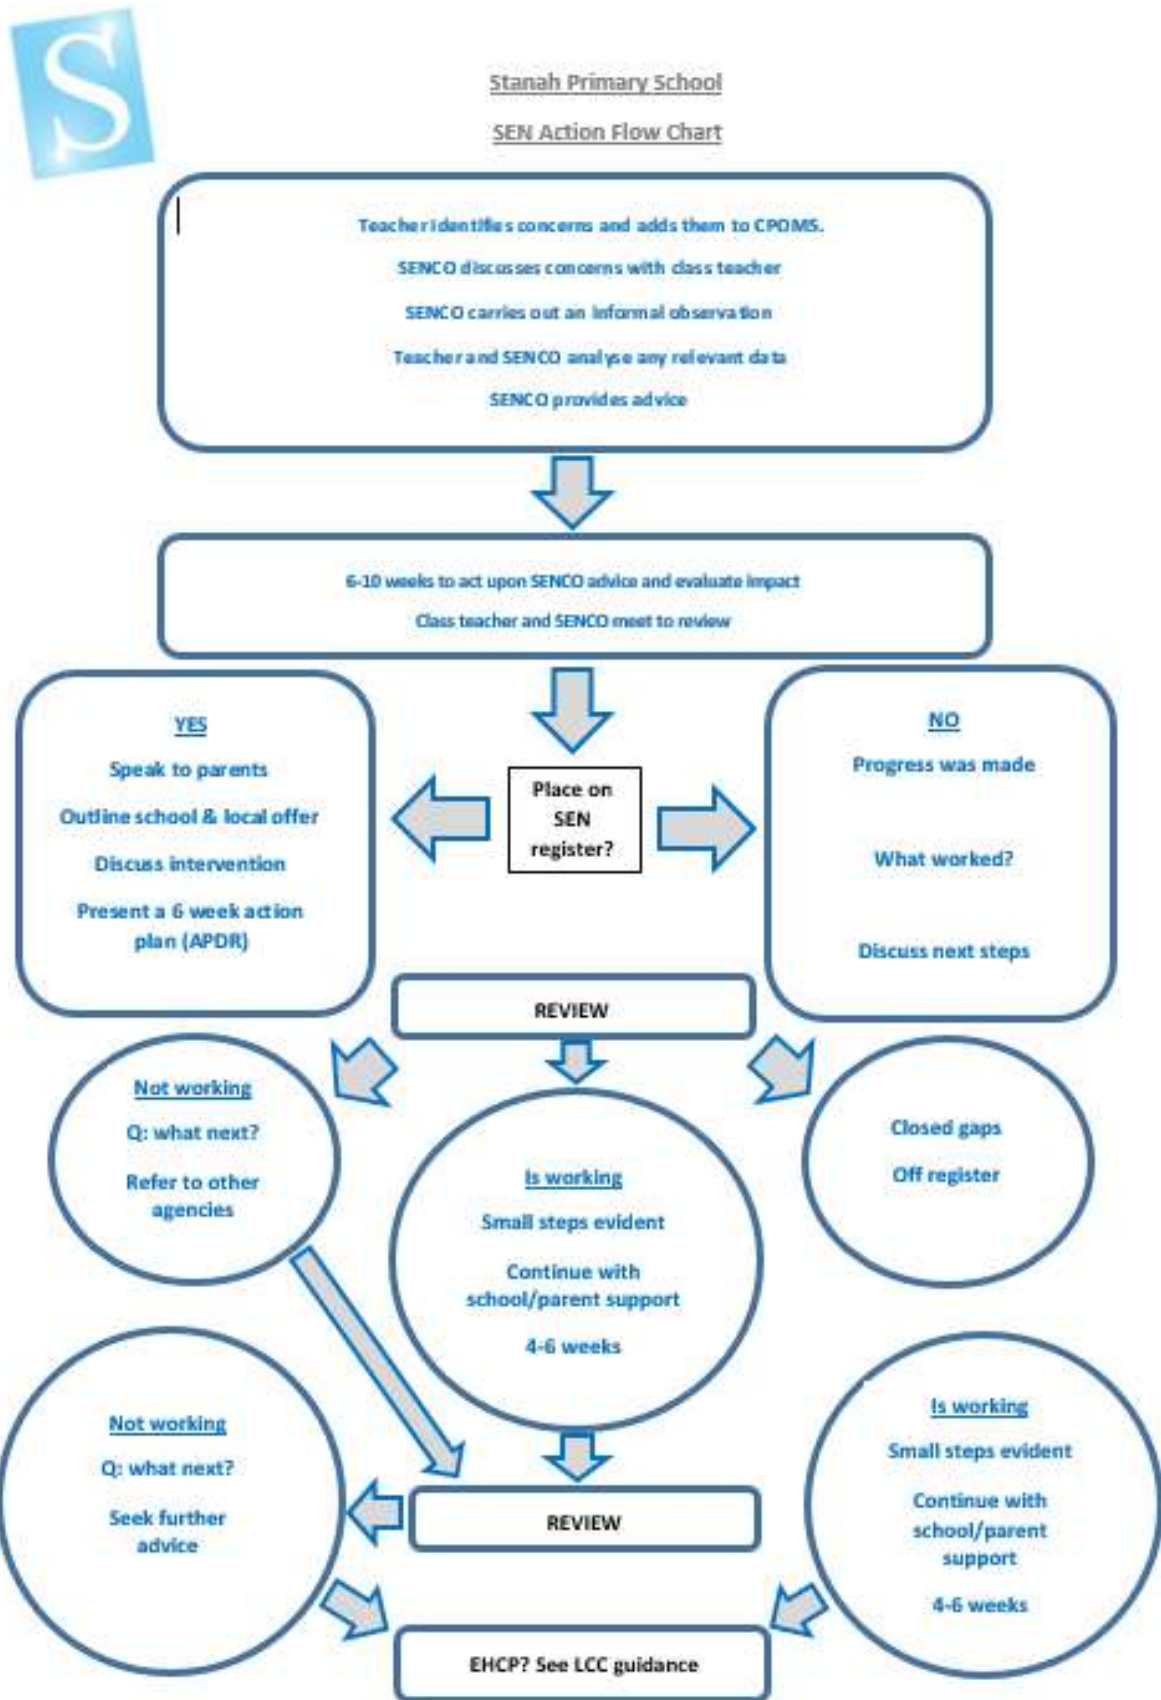 S
Stanah Primary School
SEN Action Flow Chart
Teacher identifies concerns and adds them to CPOMS.
SENCO discusses concerns with class teacher
SENCO carries out an informal observation
Teacher and SENCO analyse any relevant data
SENCO provides advice
6-10 weeks to act upon SENCO advice and evaluate impact
Class teacher and SENCO meet to review
Place on
SEN
register?
YES
Speak to parents
Outline school & local offer
Discuss intervention
Present a 6 week action
plan (APDR)
NO
Progress was made
What worked?
Discuss next steps
REVIEW
Not working
Q: what next?
Refer to other
agencies
Is working
Small steps evident
Continue with
school/parent support
4-6 weeks
Closed gaps
Off register
REVIEW
Not working
Q: what next?
Seek further
advice
Is working
Small steps evident
Continue with
school/parent
support
4-6 weeks
EHCP? See LCC guidance